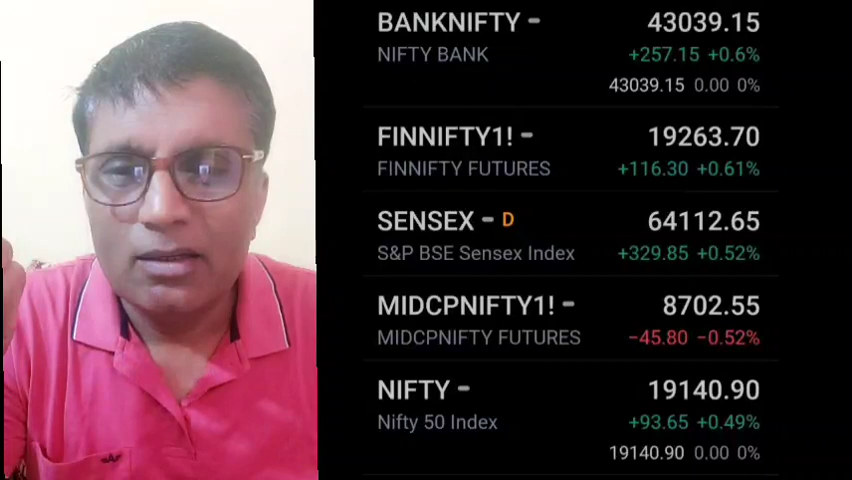 BANKNIFTY 43039.15
NIFTY BANK +257.15 +0.6%
43039.15 0.00 0%
FINNIFTY1! 19263.70
FINNIFTY FUTURES +116.30 +0.61%
SENSEX D 64112.65
S&P BSE Sensex Index +329.85 +0.52%
MIDCPNIFTY1! 8702.55
MIDCPNIFTY FUTURES −45.80 −0.52%
NIFTY 19140.90
Nifty 50 Index +93.65 +0.49%
19140.90 0.00 0%